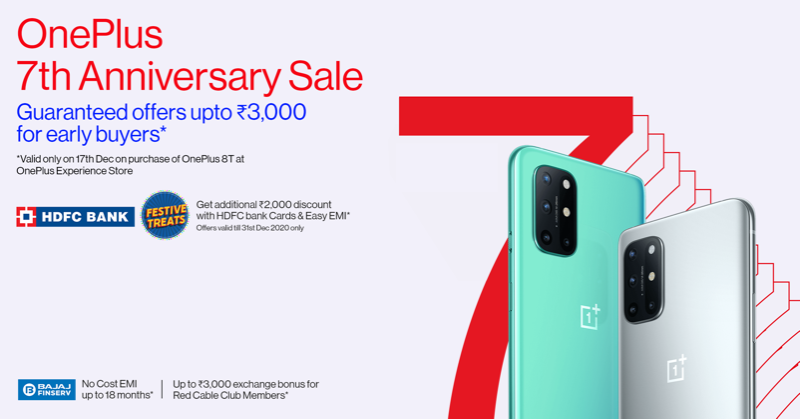 OnePlus
7th Anniversary Sale
Guaranteed offers upto ₹3,000
for early buyers*
*Valid only on 17th Dec on purchase of OnePlus 8T at
OnePlus Experience Store
HDFC BANK
FESTIVE
TREATS
Get additional ₹2,000 discount
with HDFC bank Cards & Easy EMI*
Offers valid till 31st Dec 2020 only
7
1+
1+
B BAJAJ
FINSERV
No Cost EMI
up to 18 months*
Up to ₹3,000 exchange bonus for
Red Cable Club Members*